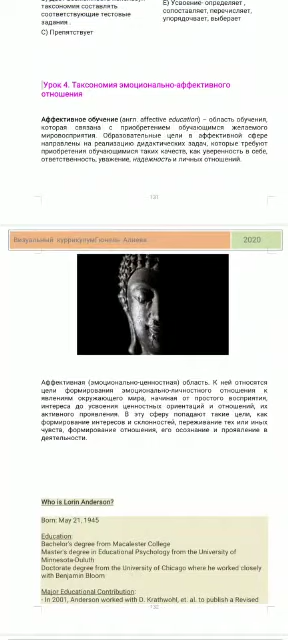 таксономия составлять
соответствующие тестовые
задания .
С) Препятствует
Е) Усвоение- определяет ,
сопоставляет, перечисляет,
упорядочает, выберает
Урок 4. Таксономия эмоционально-аффективного
отношения
Аффективное обучение (англ. affective education) – область обучения,
которая связана с приобретением обучающимся желаемого
мировосприятия. Образовательные цели в аффективной сфере
направлены на реализацию дидактических задач, которые требуют
приобретения обучающимися таких качеств, как уверенность в себе,
ответственность, уважение, надежность и личных отношений.
131
Визуальный куррикулум
2020
Аффективная (эмоционально-ценностная) область. К ней относятся
цели формирования эмоционально-личностного отношения к
явлениям окружающего мира, начиная от простого восприятия,
интереса до усвоения ценностных ориентаций и отношений, их
активного проявления. В эту сферу попадают такие цели, как
формирование интересов и склонностей, переживание тех или иных
чувств, формирование отношения, его осознание и проявление в
деятельности.
Who is Lorin Anderson?
Born: May 21, 1945
Education:
Bachelor's degree from Macalester College
Master's degree in Educational Psychology from the University of
Minnesota-Duluth
Doctorate degree from the University of Chicago where he worked closely
with Benjamin Bloom
Major Educational Contribution:
- In 2001, Anderson worked with D. Krathwohl, et. al. to publish a Revised
132